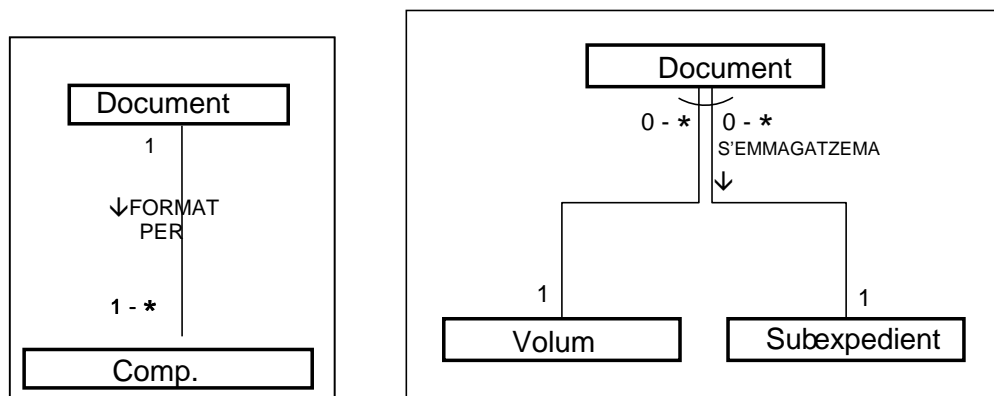 Document
1
↓FORMAT
PER
1 - *
Comp.
Document
0 - * 0 - *
S'EMMAGATZEMA
↓
1 1
Volum Subexpedient